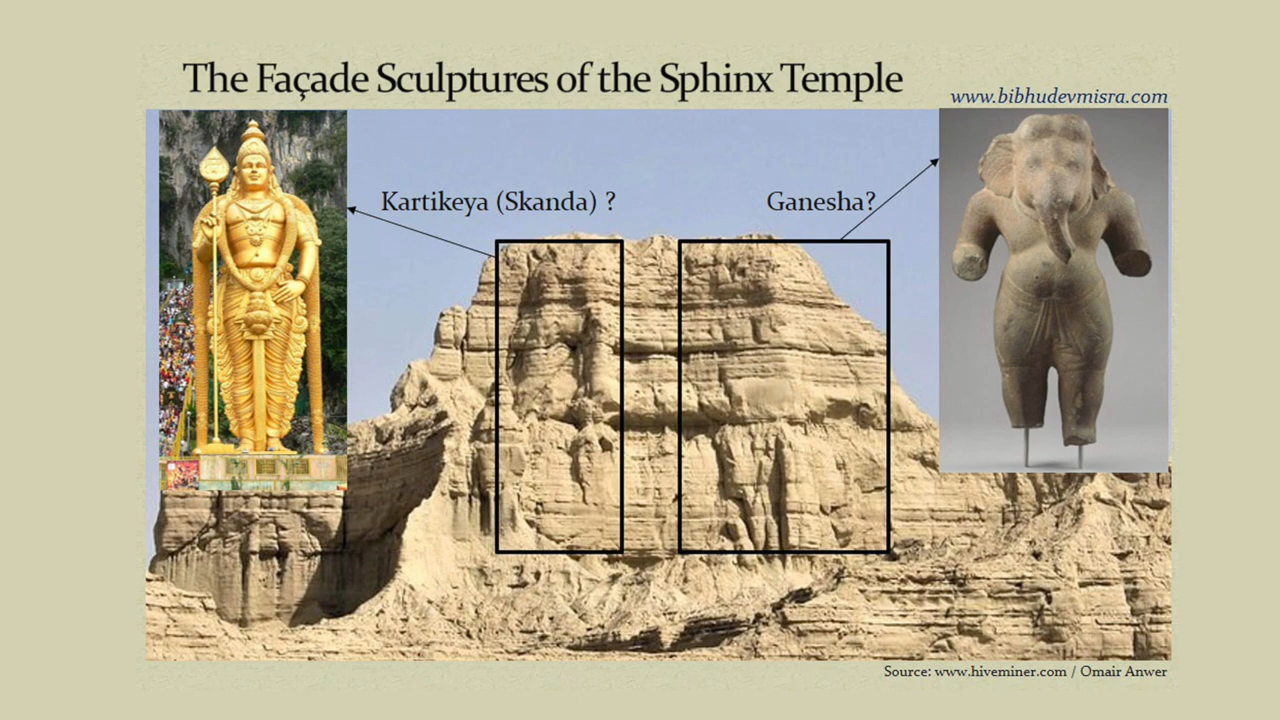 The Façade Sculptures of the Sphinx Temple
www.bibhudevmisra.com
Kartikeya (Skanda) ?
Ganesha?
Source: www.hiveminer.com / Omair Anwer